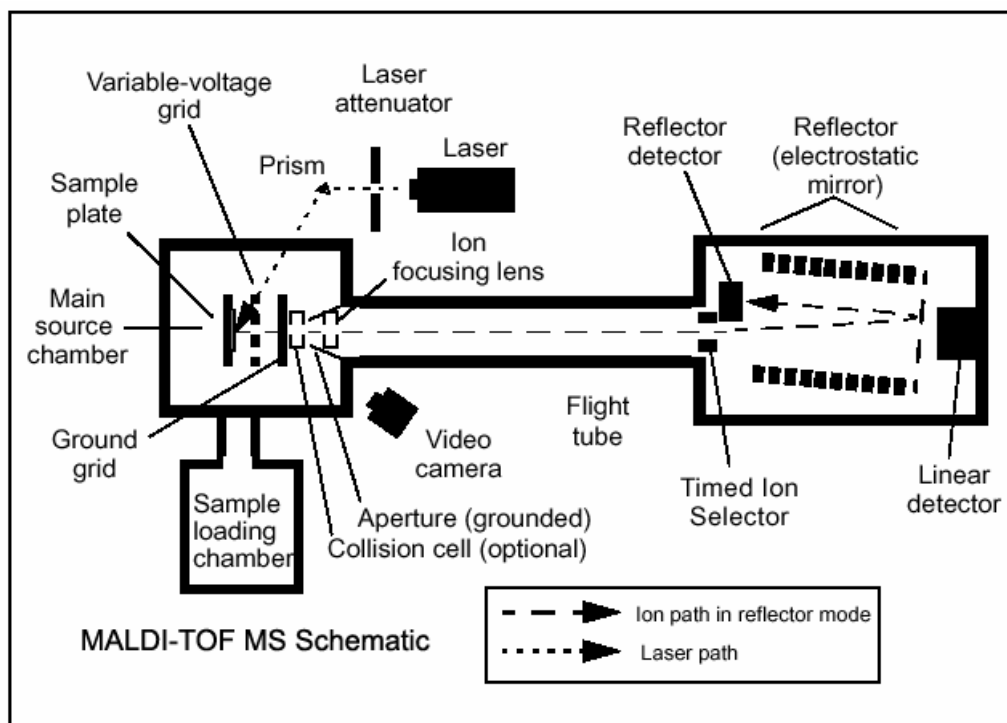 Variable-voltage
grid
Laser
attenuator
Prism
Laser
Reflector
detector
Reflector
(electrostatic
mirror)
Sample
plate
Ion
focusing lens
Main
source
chamber
Ground
grid
Video
camera
Flight
tube
Timed Ion
Selector
Linear
detector
Sample
loading
chamber
Aperture (grounded)
Collision cell (optional)
MALDI-TOF MS Schematic
Ion path in reflector mode
Laser path